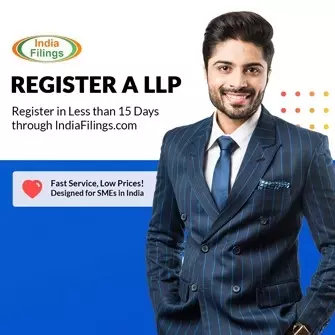 India
Filings
REGISTER A LLP
Register in Less than 15 Days
through IndiaFilings.com
Fast Service, Low Prices!
Designed for SMEs in India